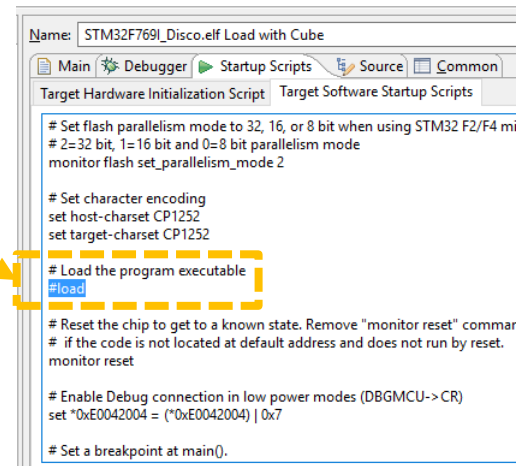 Name: STM32F769I_Disco.elf Load with Cube
Main Debugger Startup Scripts Source Common
Target Hardware Initialization Script Target Software Startup Scripts
# Set flash parallelism mode to 32, 16, or 8 bit when using STM32 F2/F4 mi
# 2=32 bit, 1=16 bit and 0=8 bit parallelism mode
monitor flash set_parallelism_mode 2
# Set character encoding
set host-charset CP1252
set target-charset CP1252
# Load the program executable
#load
# Reset the chip to get to a known state. Remove "monitor reset" comman
#  if the code is not located at default address and does not run by reset.
monitor reset
# Enable Debug connection in low power modes (DBGMCU->CR)
set *0xE0042004 = (*0xE0042004) | 0x7
# Set a breakpoint at main().